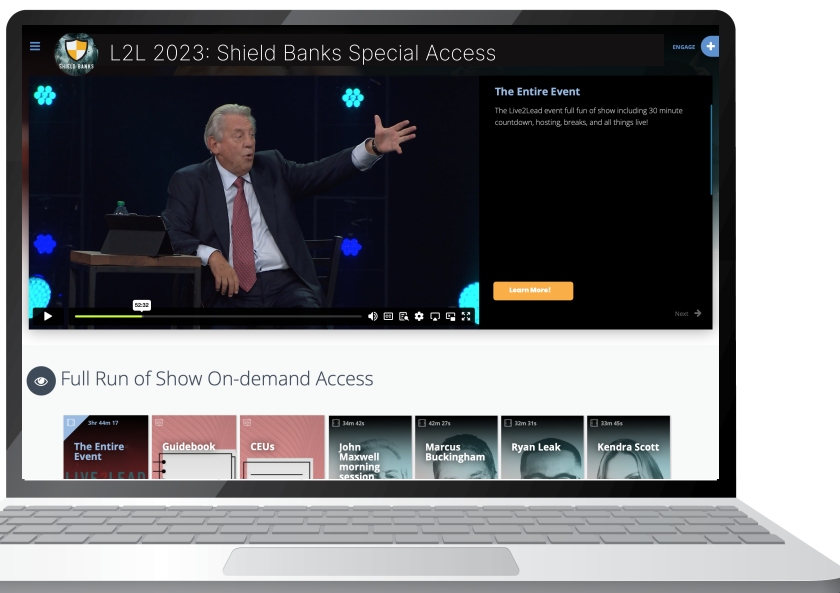 L2L 2023: Shield Banks Special Access
SHIELD BANKS
ENGAGE
The Entire Event
The Live2Lead event full fun of show including 30 minute
countdown, hosting, breaks, and all things live!
Learn More!
Next
52:32
CC
Full Run of Show On-demand Access
3hr 44m 17
The Entire
Event
LIVE2LEAD
Guidebook
CEUs
34m 42s
John
Maxwell
morning
session
42m 27s
Marcus
Buckingham
32m 31s
Ryan Leak
33m 45s
Kendra Scott